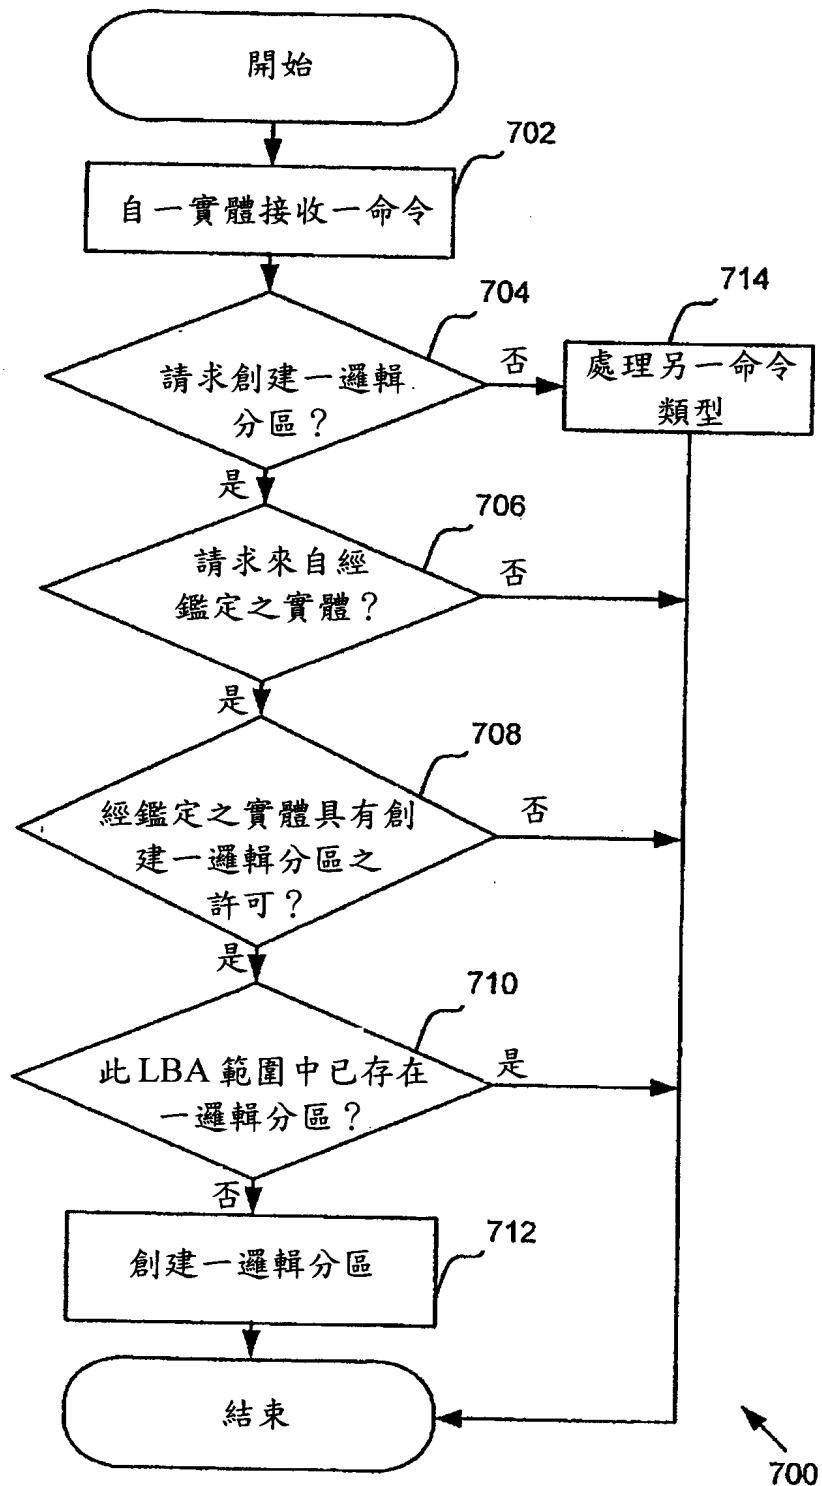 開始
702
自一實體接收一命令
704
714
請求創建一邏輯
分區？
否
處理另一命令
類型
是
706
請求來自經
鑑定之實體？
否
是
708
經鑑定之實體具有創
建一邏輯分區之
許可？
否
是
710
此LBA範圍中已存在
一邏輯分區？
是
否
712
創建一邏輯分區
結束
700